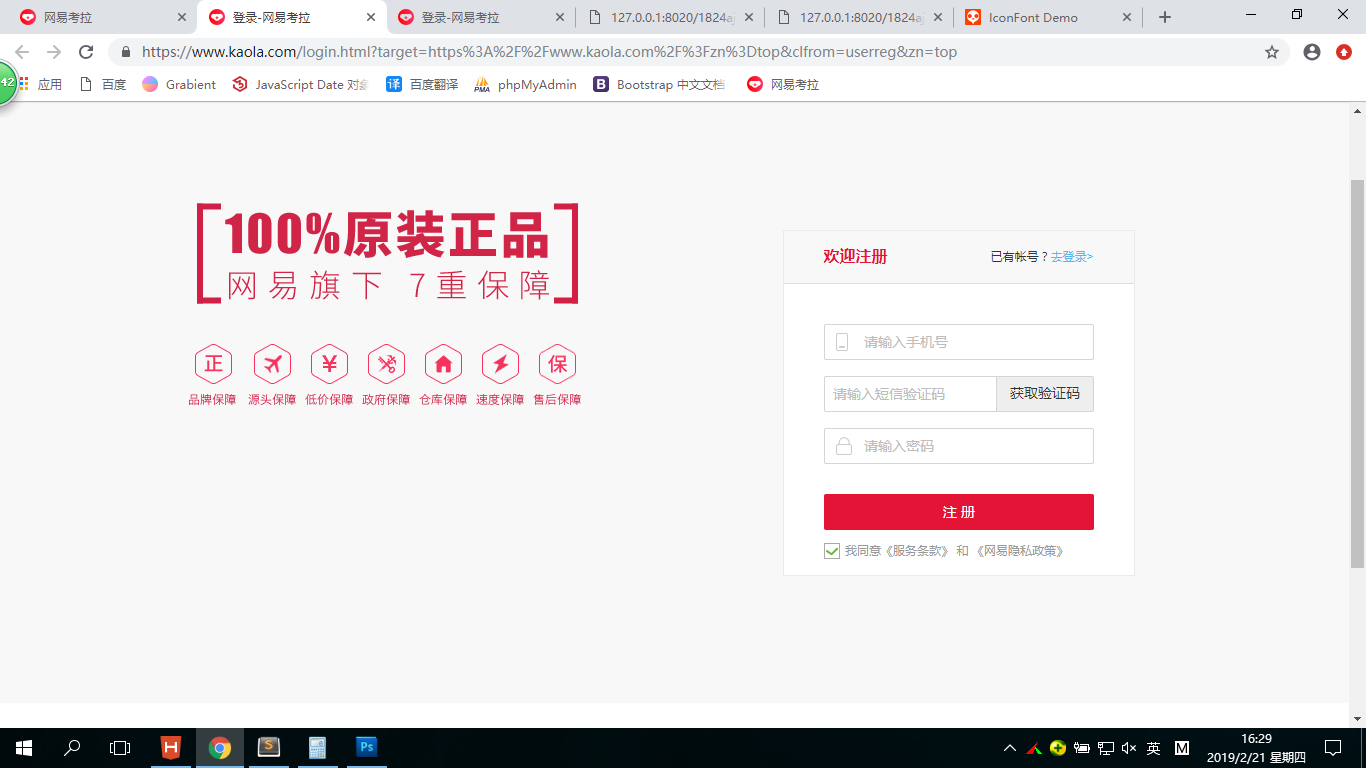 网易考拉
登录-网易考拉
登录-网易考拉
127.0.0.1:8020/1824aj
127.0.0.1:8020/1824aj
IconFont Demo
https://www.kaola.com/login.html?target=https%3A%2F%2Fwww.kaola.com%2F%3Fzn%3Dtop&clfrom=userreg&zn=top
42
应用
百度
Grabient
JavaScript Date 对象
译 百度翻译
PMA phpMyAdmin
B Bootstrap 中文文档
网易考拉
100%原装正品
网易旗下 7重保障
正 ¥ 保
品牌保障 源头保障 低价保障 政府保障 仓库保障 速度保障 售后保障
欢迎注册
已有帐号？去登录>
请输入手机号
请输入短信验证码
获取验证码
请输入密码
注 册
我同意《服务条款》 和 《网易隐私政策》
H S Ps
英 M
16:29
2019/2/21 星期四